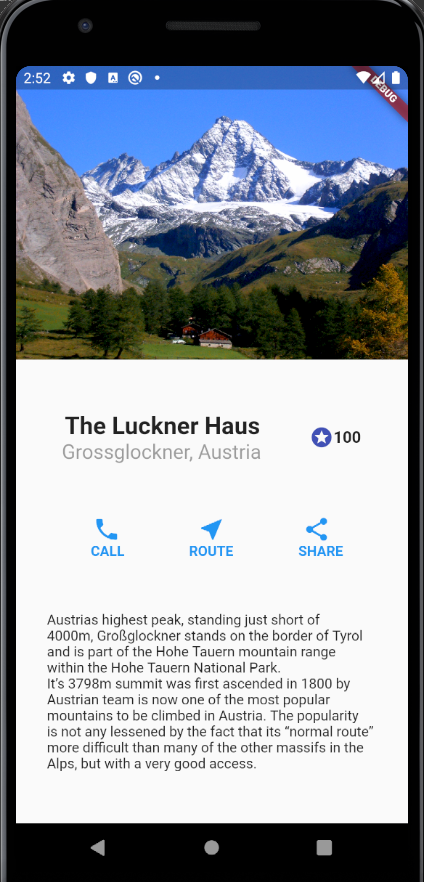 2:52
DEBUG
The Luckner Haus
Grossglockner, Austria
100
CALL
ROUTE
SHARE
Austrias highest peak, standing just short of
4000m, Großglockner stands on the border of Tyrol
and is part of the Hohe Tauern mountain range
within the Hohe Tauern National Park.
It’s 3798m summit was first ascended in 1800 by
Austrian team is now one of the most popular
mountains to be climbed in Austria. The popularity
is not any lessened by the fact that its “normal route”
more difficult than many of the other massifs in the
Alps, but with a very good access.